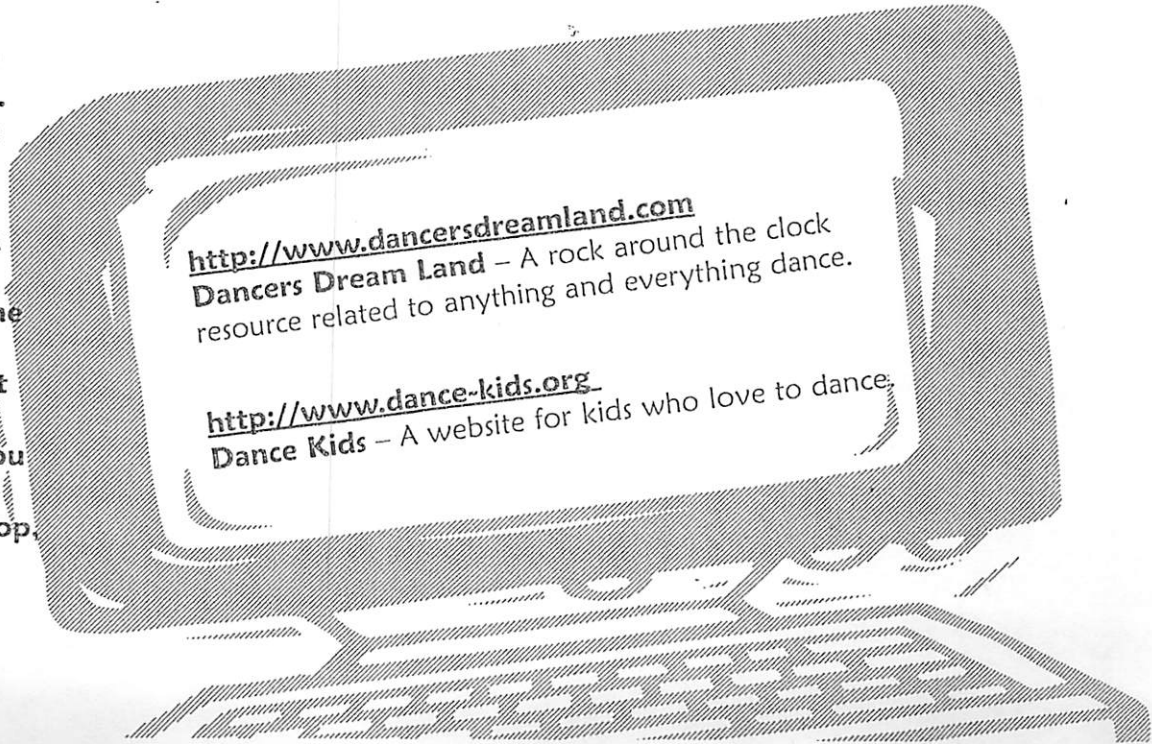 http://www.dancersdreamland.com
Dancers Dream Land – A rock around the clock
resource related to anything and everything dance.
http://www.dance-kids.org
Dance Kids – A website for kids who love to dance.